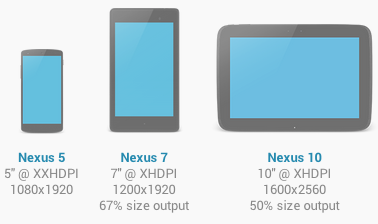 Nexus 5
5" @ XXHDPI
1080x1920
Nexus 7
7" @ XHDPI
1200x1920
67% size output
Nexus 10
10" @ XHDPI
1600x2560
50% size output